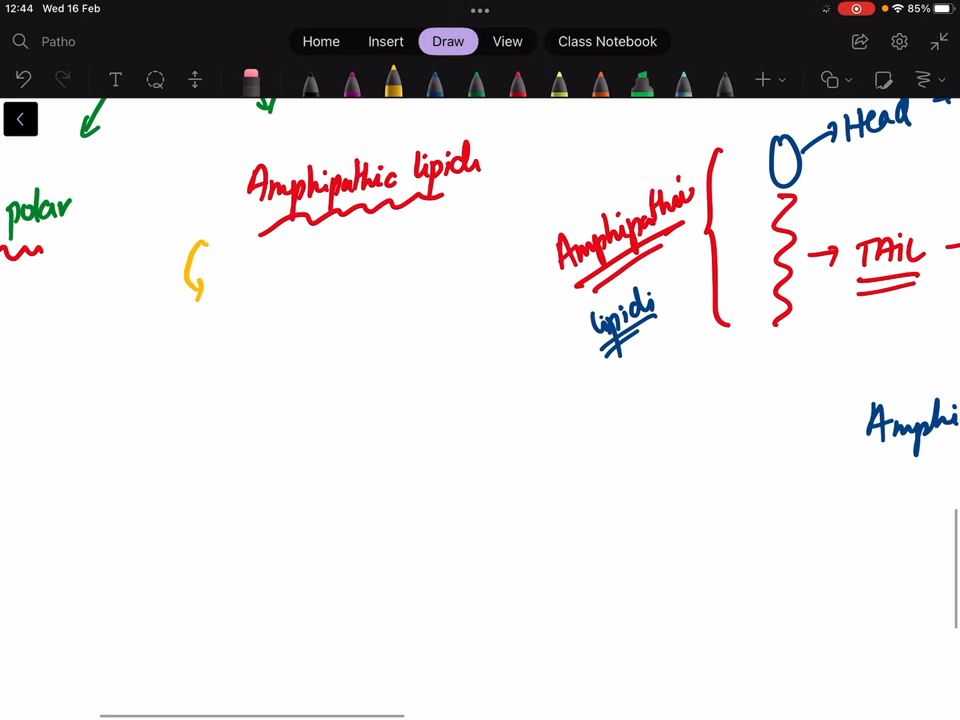 12:44 Wed 16 Feb
85%
Patho
Home Insert Draw View Class Notebook
Head
Amphipathic lipids
polar
Amphipathic
TAIL
lipids
Amphi